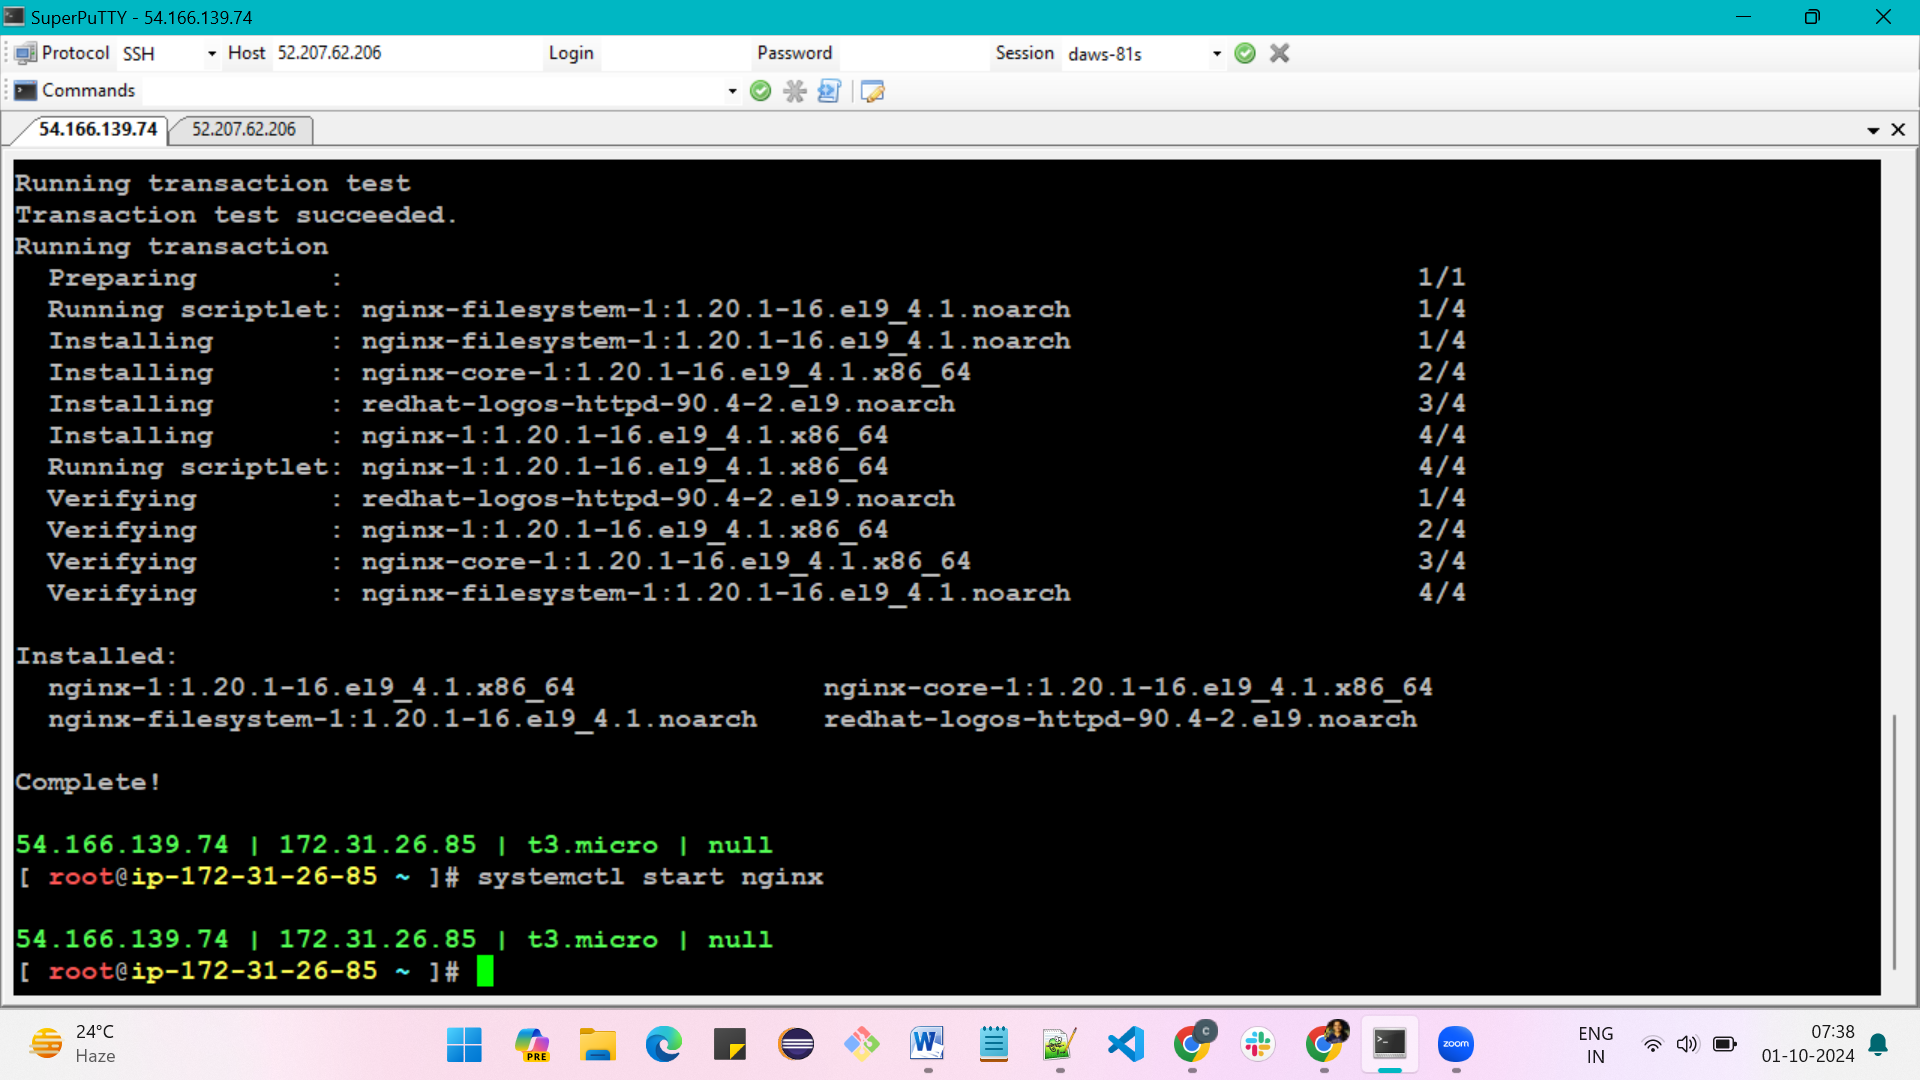 SuperPuTTY - 54.166.139.74
Protocol SSH Host 52.207.62.206 Login Password Session daws-81s
Commands
54.166.139.74 52.207.62.206
Running transaction test
Transaction test succeeded.
Running transaction
  Preparing        :                                                                  1/1
  Running scriptlet: nginx-filesystem-1:1.20.1-16.el9_4.1.noarch                      1/4
  Installing       : nginx-filesystem-1:1.20.1-16.el9_4.1.noarch                      1/4
  Installing       : nginx-core-1:1.20.1-16.el9_4.1.x86_64                            2/4
  Installing       : redhat-logos-httpd-90.4-2.el9.noarch                             3/4
  Installing       : nginx-1:1.20.1-16.el9_4.1.x86_64                                 4/4
  Running scriptlet: nginx-1:1.20.1-16.el9_4.1.x86_64                                 4/4
  Verifying        : redhat-logos-httpd-90.4-2.el9.noarch                             1/4
  Verifying        : nginx-1:1.20.1-16.el9_4.1.x86_64                                 2/4
  Verifying        : nginx-core-1:1.20.1-16.el9_4.1.x86_64                            3/4
  Verifying        : nginx-filesystem-1:1.20.1-16.el9_4.1.noarch                      4/4
Installed:
  nginx-1:1.20.1-16.el9_4.1.x86_64               nginx-core-1:1.20.1-16.el9_4.1.x86_64
  nginx-filesystem-1:1.20.1-16.el9_4.1.noarch    redhat-logos-httpd-90.4-2.el9.noarch
Complete!
54.166.139.74 | 172.31.26.85 | t3.micro | null
[ root@ip-172-31-26-85 ~ ]# systemctl start nginx
54.166.139.74 | 172.31.26.85 | t3.micro | null
[ root@ip-172-31-26-85 ~ ]#
24°C
Haze
PRE
C
zoom
ENG
IN
07:38
01-10-2024